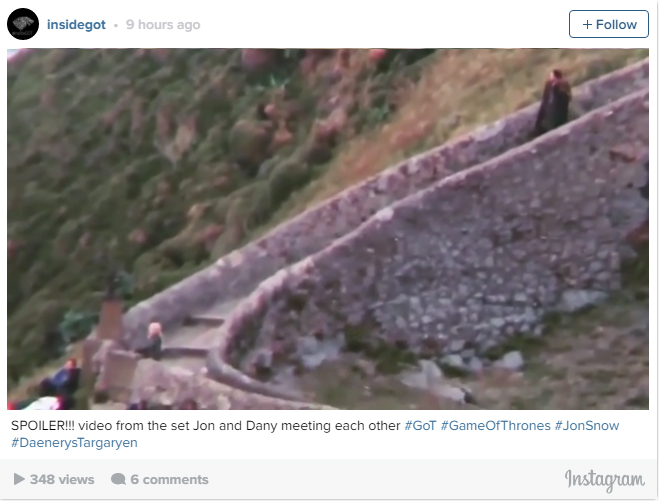 insidegot • 9 hours ago
+ Follow
SPOILER!!! video from the set Jon and Dany meeting each other #GoT #GameOfThrones #JonSnow
#DaenerysTargaryen
348 views 6 comments
Instagram